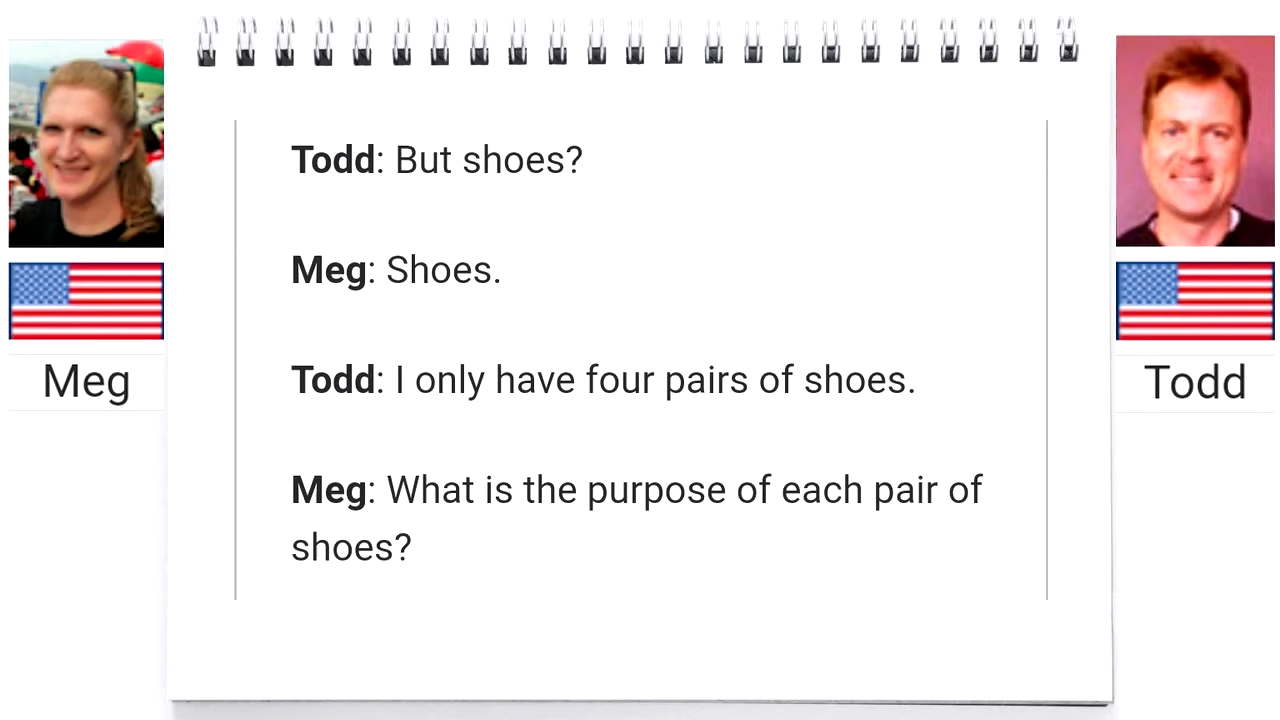 Todd: But shoes?
Meg: Shoes.
Todd: I only have four pairs of shoes.
Meg: What is the purpose of each pair of
shoes?
Meg
Todd